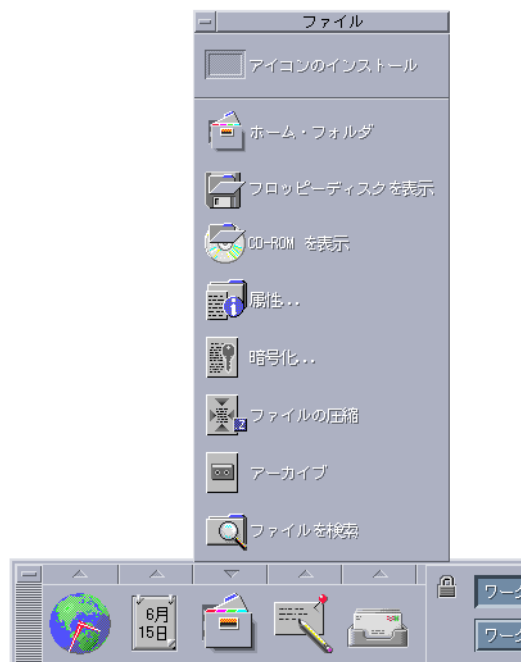 ファイル
アイコンのインストール
ホーム・フォルダ
フロッピーディスクを表示
CD-ROM を表示
属性..
暗号化..
ファイルの圧縮
.Z
アーカイブ
ファイルを検索
6月
15日
ワーク
ワーク